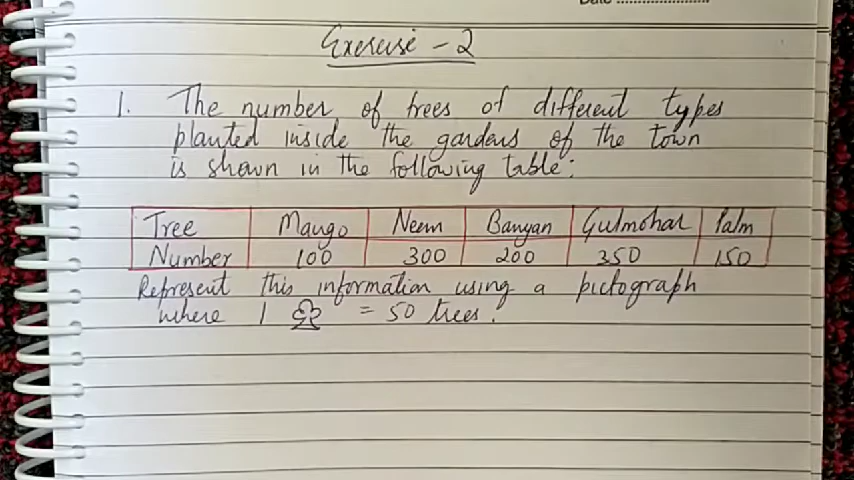 Date ........................
Exercise - 2
1. The number of trees of different types
planted inside the gardens of the town
is shown in the following table:
Tree Mango Neem Banyan Gulmohar Palm
Number 100 300 200 350 150
Represent this information using a pictograph
where 1 = 50 trees.